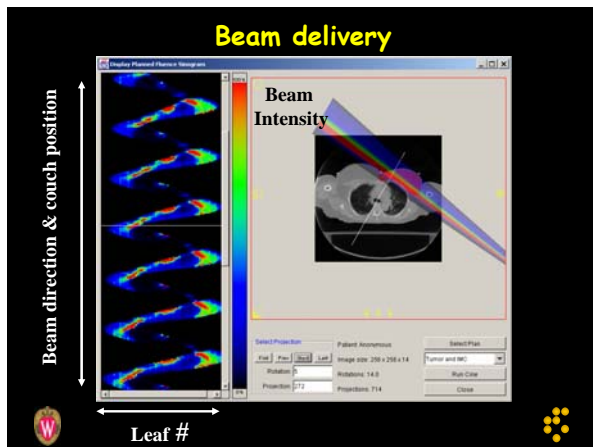 Beam delivery
Display Planned Fluence Sinogram
100%
Beam
Intensity
Beam direction & couch position
0%
Select Projection
First Prev Next Last
Rotation: 5
Projection: 272
Patient: Anonymous
Image size: 256 x 256 x 14
Rotations: 14.0
Projections: 714
Select Plan
Tumor and IMC
Run Cine
Close
Leaf #
W